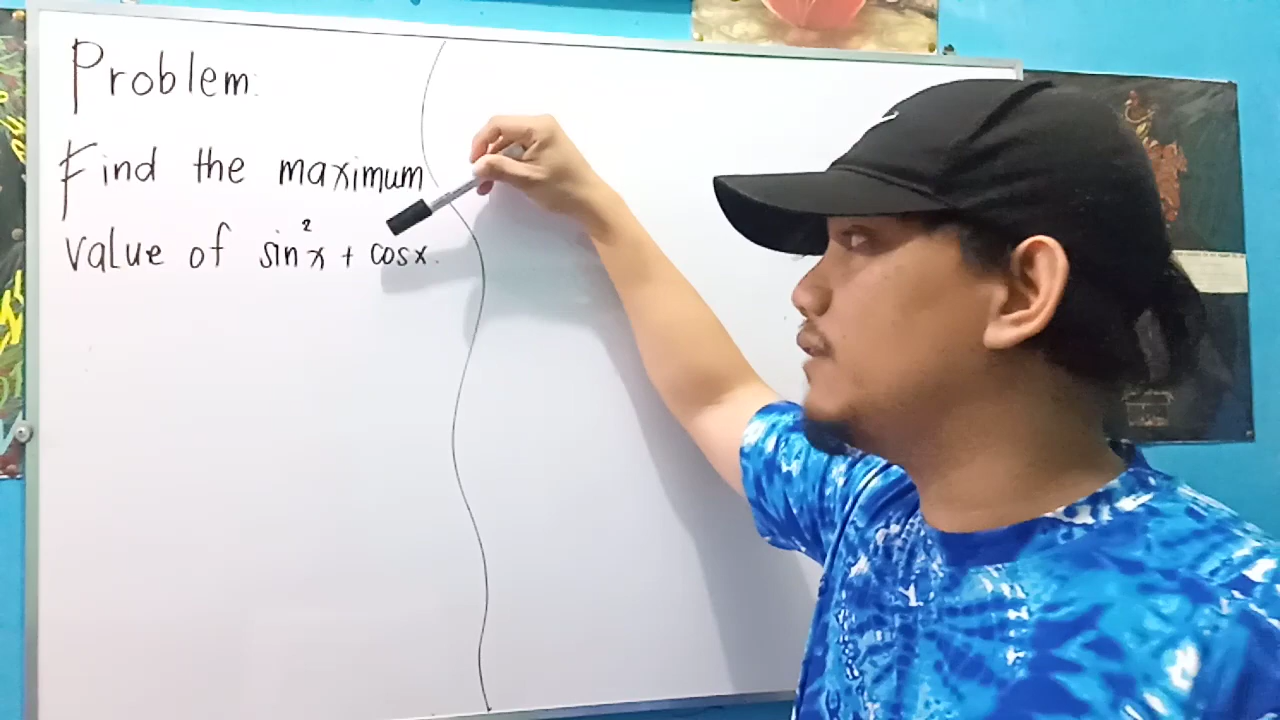 Problem:
Find the maximum
value of sin²x + cosx.